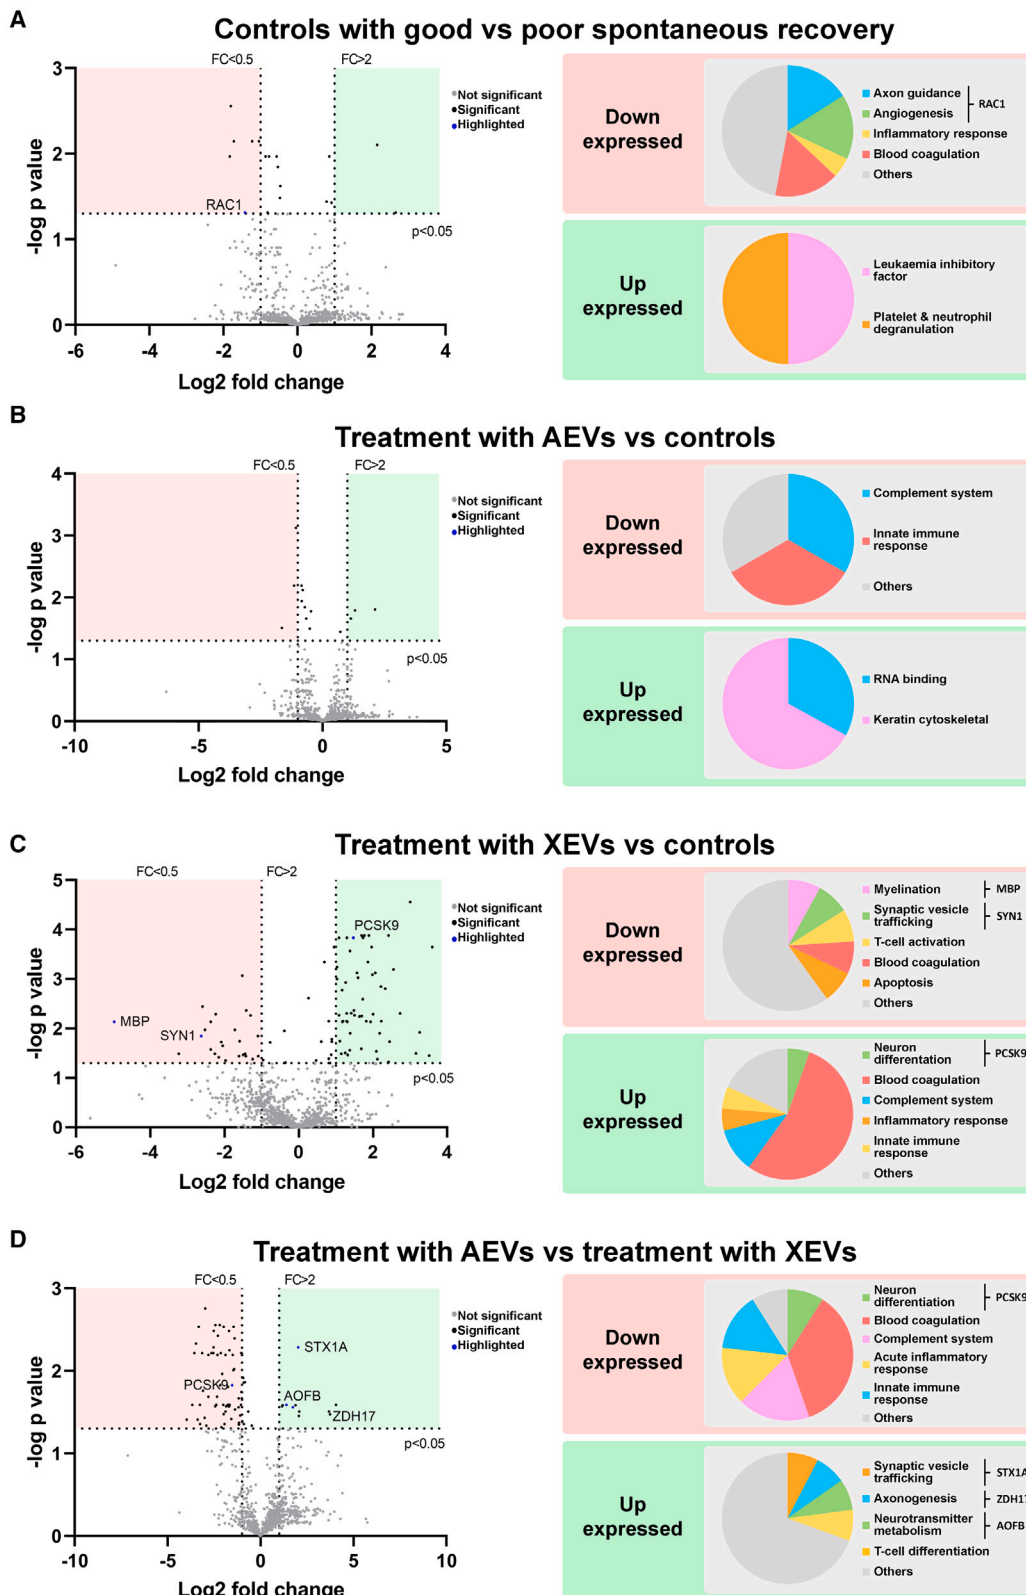 A
Controls with good vs poor spontaneous recovery
FC<0.5
FC>2
3
2
1
0
-log p value
RAC1
p<0.05
-6
-4
-2
0
2
4
Log2 fold change
Not significant
Significant
Highlighted
Down
expressed
Axon guidance
Angiogenesis
RAC1
Inflammatory response
Blood coagulation
Others
Up
expressed
Leukaemia inhibitory
factor
Platelet & neutrophil
degranulation
B
Treatment with AEVs vs controls
FC<0.5
FC>2
4
3
2
1
0
-log p value
p<0.05
-10
-5
0
5
Log2 fold change
Not significant
Significant
Highlighted
Down
expressed
Complement system
Innate immune
response
Others
Up
expressed
RNA binding
Keratin cytoskeletal
C
Treatment with XEVs vs controls
FC<0.5
FC>2
5
4
3
2
1
0
-log p value
PCSK9
MBP
SYN1
p<0.05
-6
-4
-2
0
2
4
Log2 fold change
Not significant
Significant
Highlighted
Down
expressed
Myelination
MBP
Synaptic vesicle
trafficking
SYN1
T-cell activation
Blood coagulation
Apoptosis
Others
Up
expressed
Neuron
differentiation
PCSK9
Blood coagulation
Complement system
Inflammatory response
Innate immune
response
Others
D
Treatment with AEVs vs treatment with XEVs
FC<0.5
FC>2
3
2
1
0
-log p value
STX1A
PCSK9
AOFB
ZDH17
p<0.05
-10
-5
0
5
10
Log2 fold change
Not significant
Significant
Highlighted
Down
expressed
Neuron
differentiation
PCSK9
Blood coagulation
Complement system
Acute inflammatory
response
Innate immune
response
Others
Up
expressed
Synaptic vesicle
trafficking
STX1A
Axonogenesis
ZDH17
Neurotransmitter
metabolism
AOFB
T-cell differentiation
Others